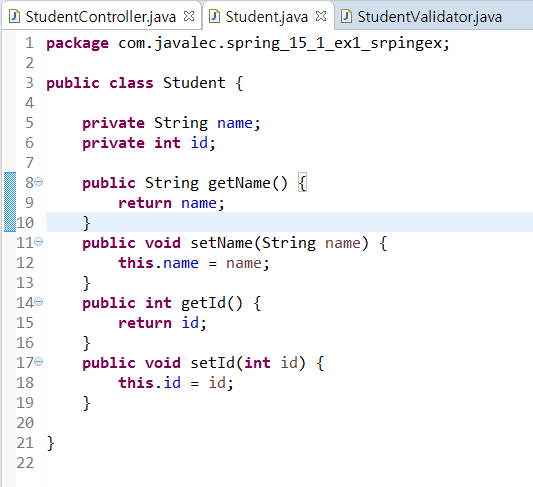 StudentController.java Student.java StudentValidator.java
1 package com.javalec.spring_15_1_ex1_srpingex;
2
3 public class Student {
4
5 private String name;
6 private int id;
7
8 public String getName() {
9 return name;
10 }
11 public void setName(String name) {
12 this.name = name;
13 }
14 public int getId() {
15 return id;
16 }
17 public void setId(int id) {
18 this.id = id;
19 }
20
21 }
22